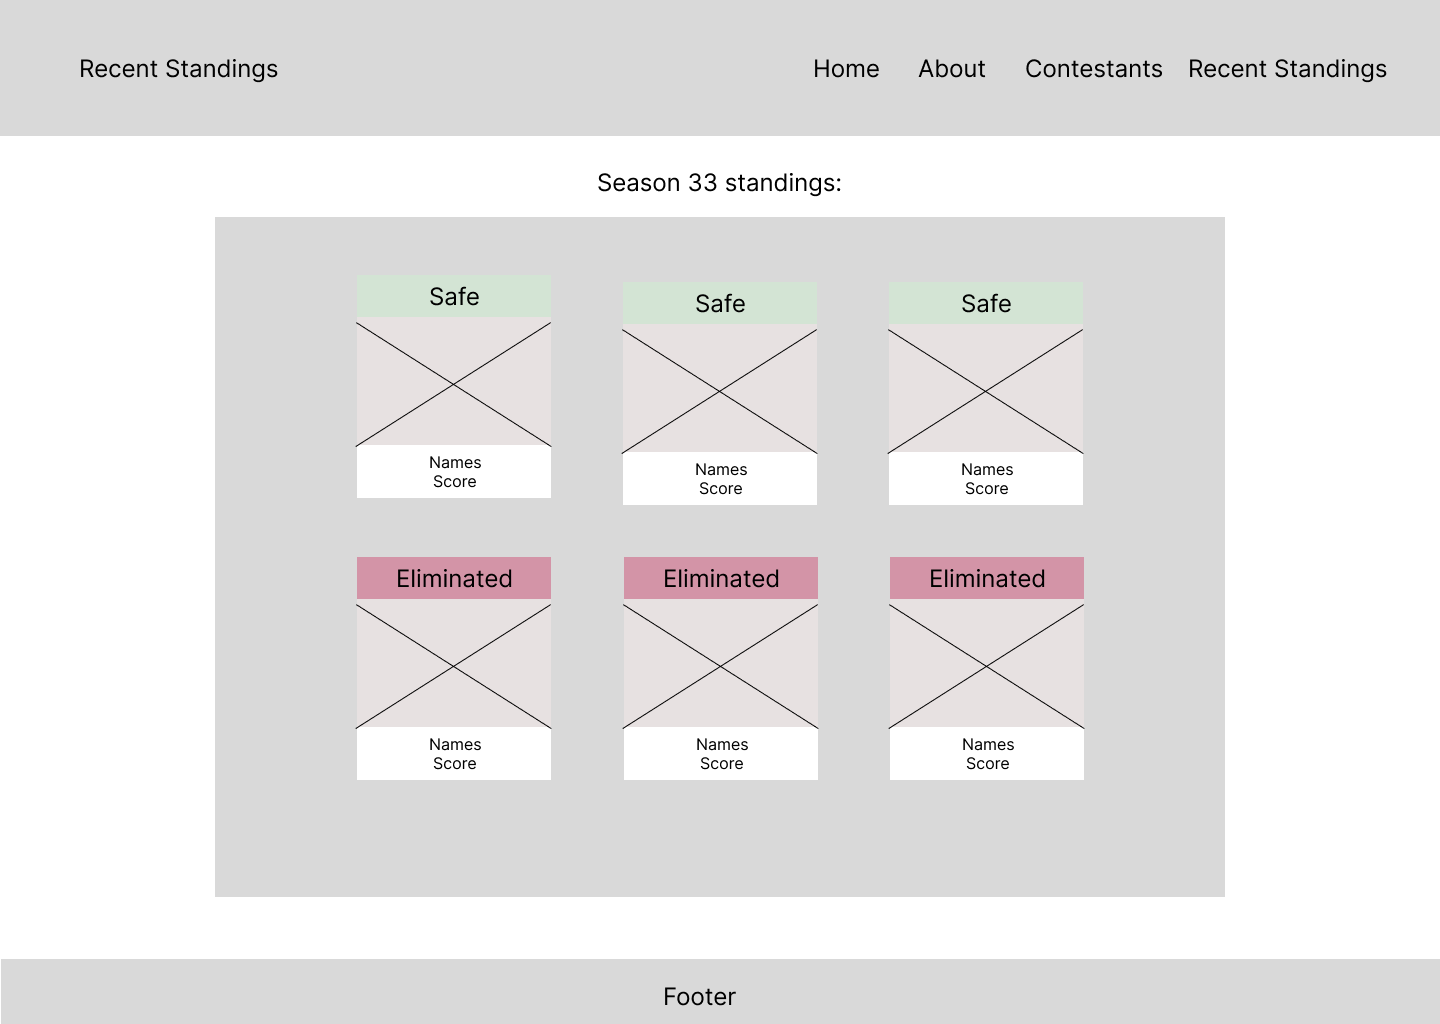 Recent Standings
Home About Contestants Recent Standings
Season 33 standings:
Safe
Safe
Safe
Names
Score
Names
Score
Names
Score
Eliminated
Eliminated
Eliminated
Names
Score
Names
Score
Names
Score
Footer